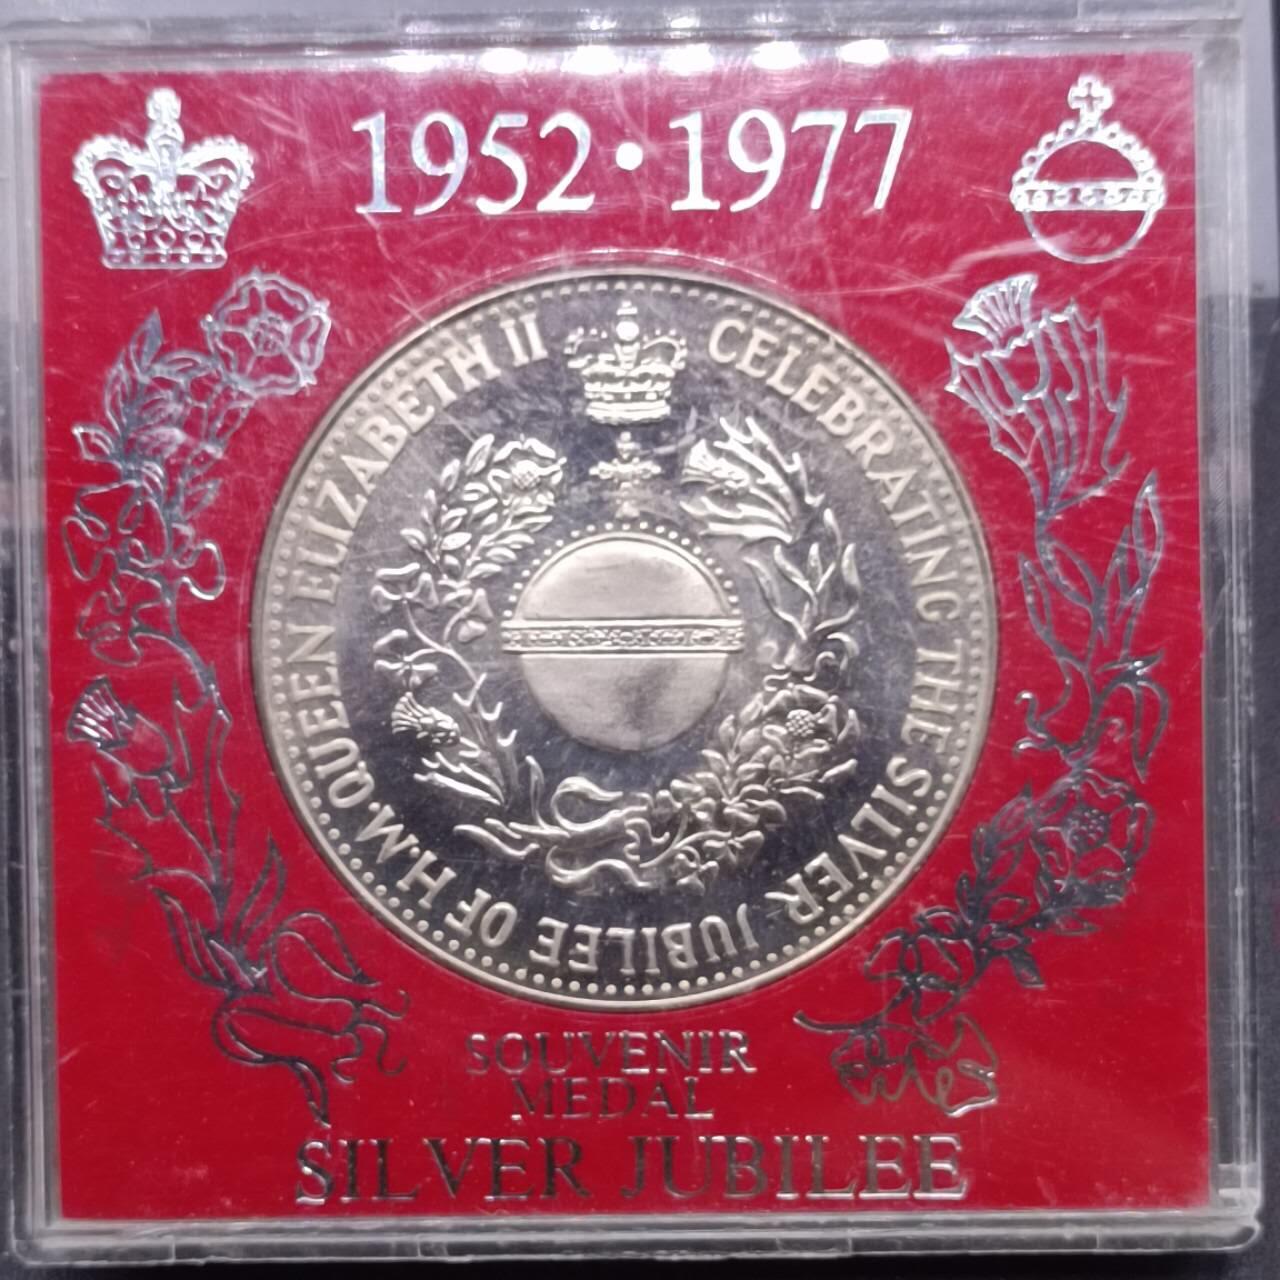 1952 · 1977
CELEBRATING THE SILVER JUBILEE OF H.M. QUEEN ELIZABETH II
SOUVENIR
MEDAL
SILVER JUBILEE